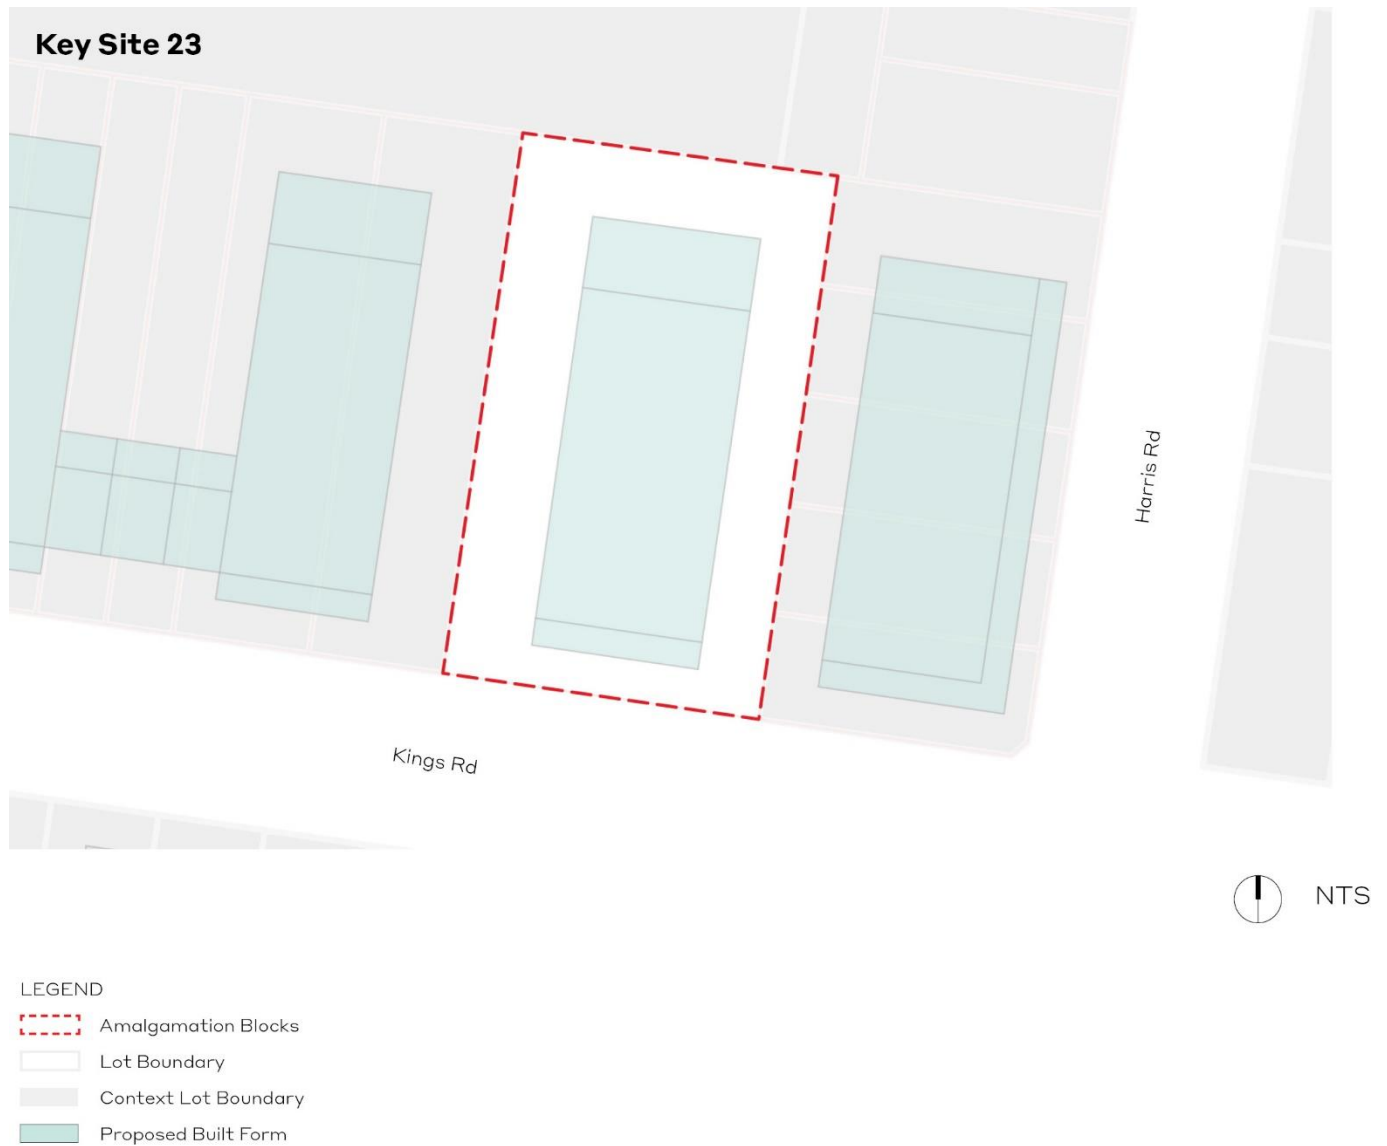 Key Site 23
Harris Rd
Kings Rd
NTS
LEGEND
Amalgamation Blocks
Lot Boundary
Context Lot Boundary
Proposed Built Form